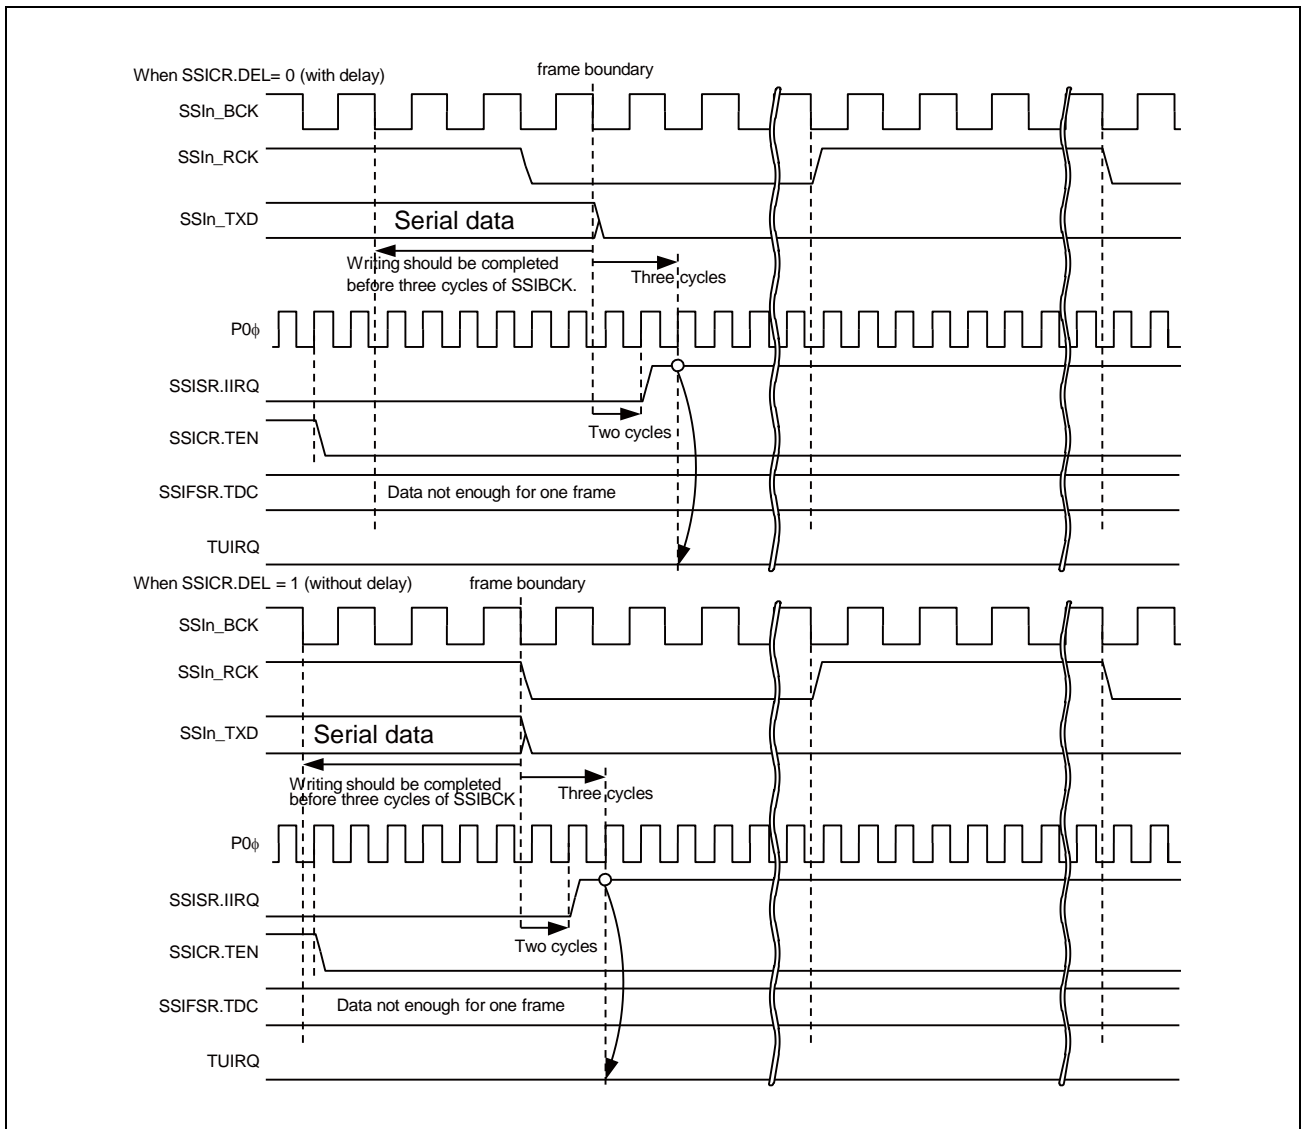 When SSICR.DEL= 0 (with delay)
frame boundary
SSIn_BCK
SSIn_RCK
SSIn_TXD
Serial data
Writing should be completed
before three cycles of SSIBCK.
Three cycles
P0ϕ
SSISR.IIRQ
Two cycles
SSICR.TEN
SSIFSR.TDC
Data not enough for one frame
TUIRQ
When SSICR.DEL = 1 (without delay)
frame boundary
SSIn_BCK
SSIn_RCK
SSIn_TXD
Serial data
Writing should be completed
before three cycles of SSIBCK
Three cycles
P0ϕ
SSISR.IIRQ
Two cycles
SSICR.TEN
SSIFSR.TDC
Data not enough for one frame
TUIRQ